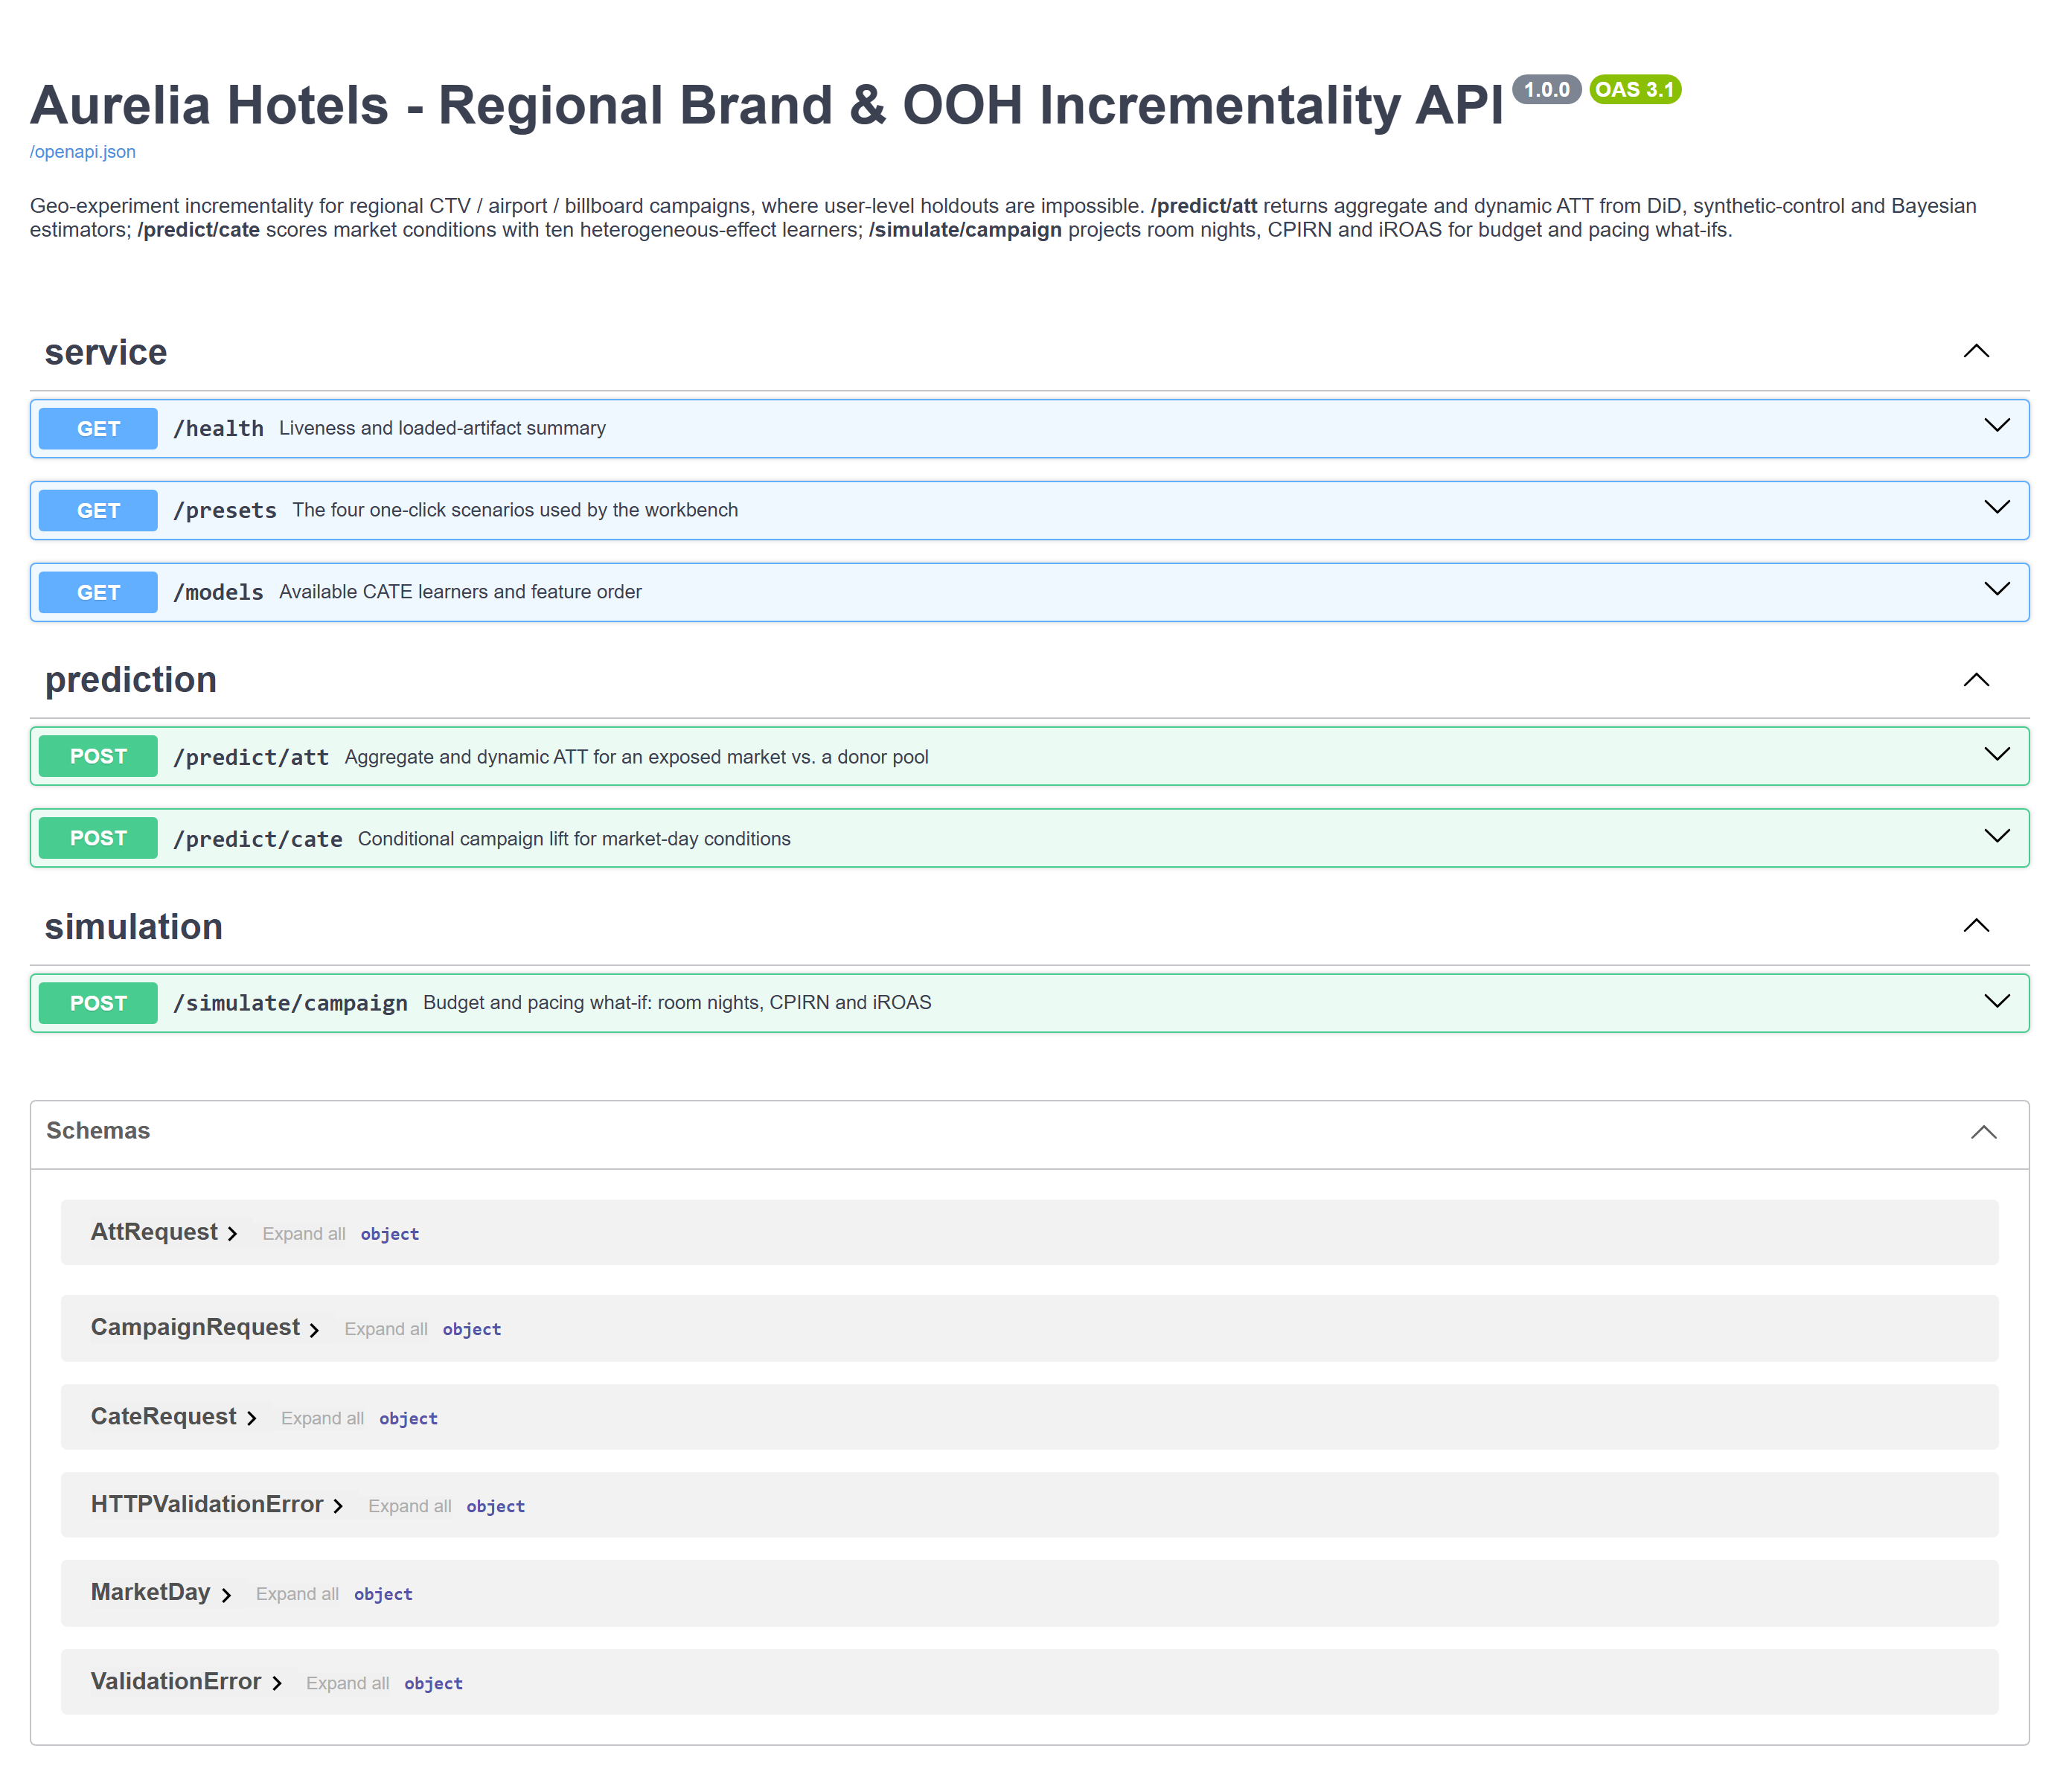 Aurelia Hotels - Regional Brand & OOH Incrementality API 1.0.0 OAS 3.1
/openapi.json
Geo-experiment incrementality for regional CTV / airport / billboard campaigns, where user-level holdouts are impossible. /predict/att returns aggregate and dynamic ATT from DiD, synthetic-control and Bayesian
estimators; /predict/cate scores market conditions with ten heterogeneous-effect learners; /simulate/campaign projects room nights, CPIRN and iROAS for budget and pacing what-ifs.
service
GET /health Liveness and loaded-artifact summary
GET /presets The four one-click scenarios used by the workbench
GET /models Available CATE learners and feature order
prediction
POST /predict/att Aggregate and dynamic ATT for an exposed market vs. a donor pool
POST /predict/cate Conditional campaign lift for market-day conditions
simulation
POST /simulate/campaign Budget and pacing what-if: room nights, CPIRN and iROAS
Schemas
AttRequest Expand all object
CampaignRequest Expand all object
CateRequest Expand all object
HTTPValidationError Expand all object
MarketDay Expand all object
ValidationError Expand all object